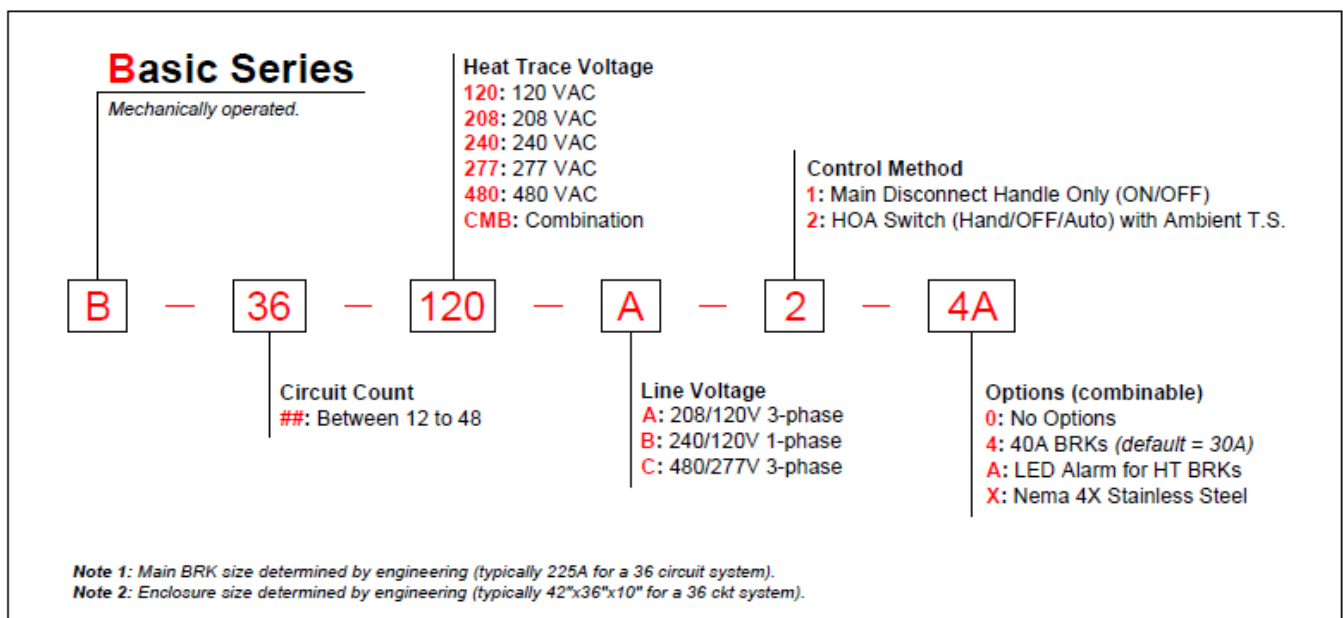 Basic Series
Mechanically operated.
Heat Trace Voltage
120: 120 VAC
208: 208 VAC
240: 240 VAC
277: 277 VAC
480: 480 VAC
CMB: Combination
Control Method
1: Main Disconnect Handle Only (ON/OFF)
2: HOA Switch (Hand/OFF/Auto) with Ambient T.S.
B — 36 — 120 — A — 2 — 4A
Circuit Count
##: Between 12 to 48
Line Voltage
A: 208/120V 3-phase
B: 240/120V 1-phase
C: 480/277V 3-phase
Options (combinable)
0: No Options
4: 40A BRKs (default = 30A)
A: LED Alarm for HT BRKs
X: Nema 4X Stainless Steel
Note 1: Main BRK size determined by engineering (typically 225A for a 36 circuit system).
Note 2: Enclosure size determined by engineering (typically 42"x36"x10" for a 36 ckt system).